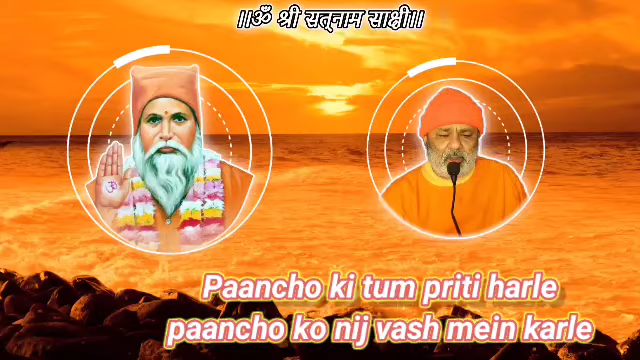 ||ॐ श्री सत्नाम साक्षी||
Paancho ki tum priti harle
paancho ko nij vash mein karle